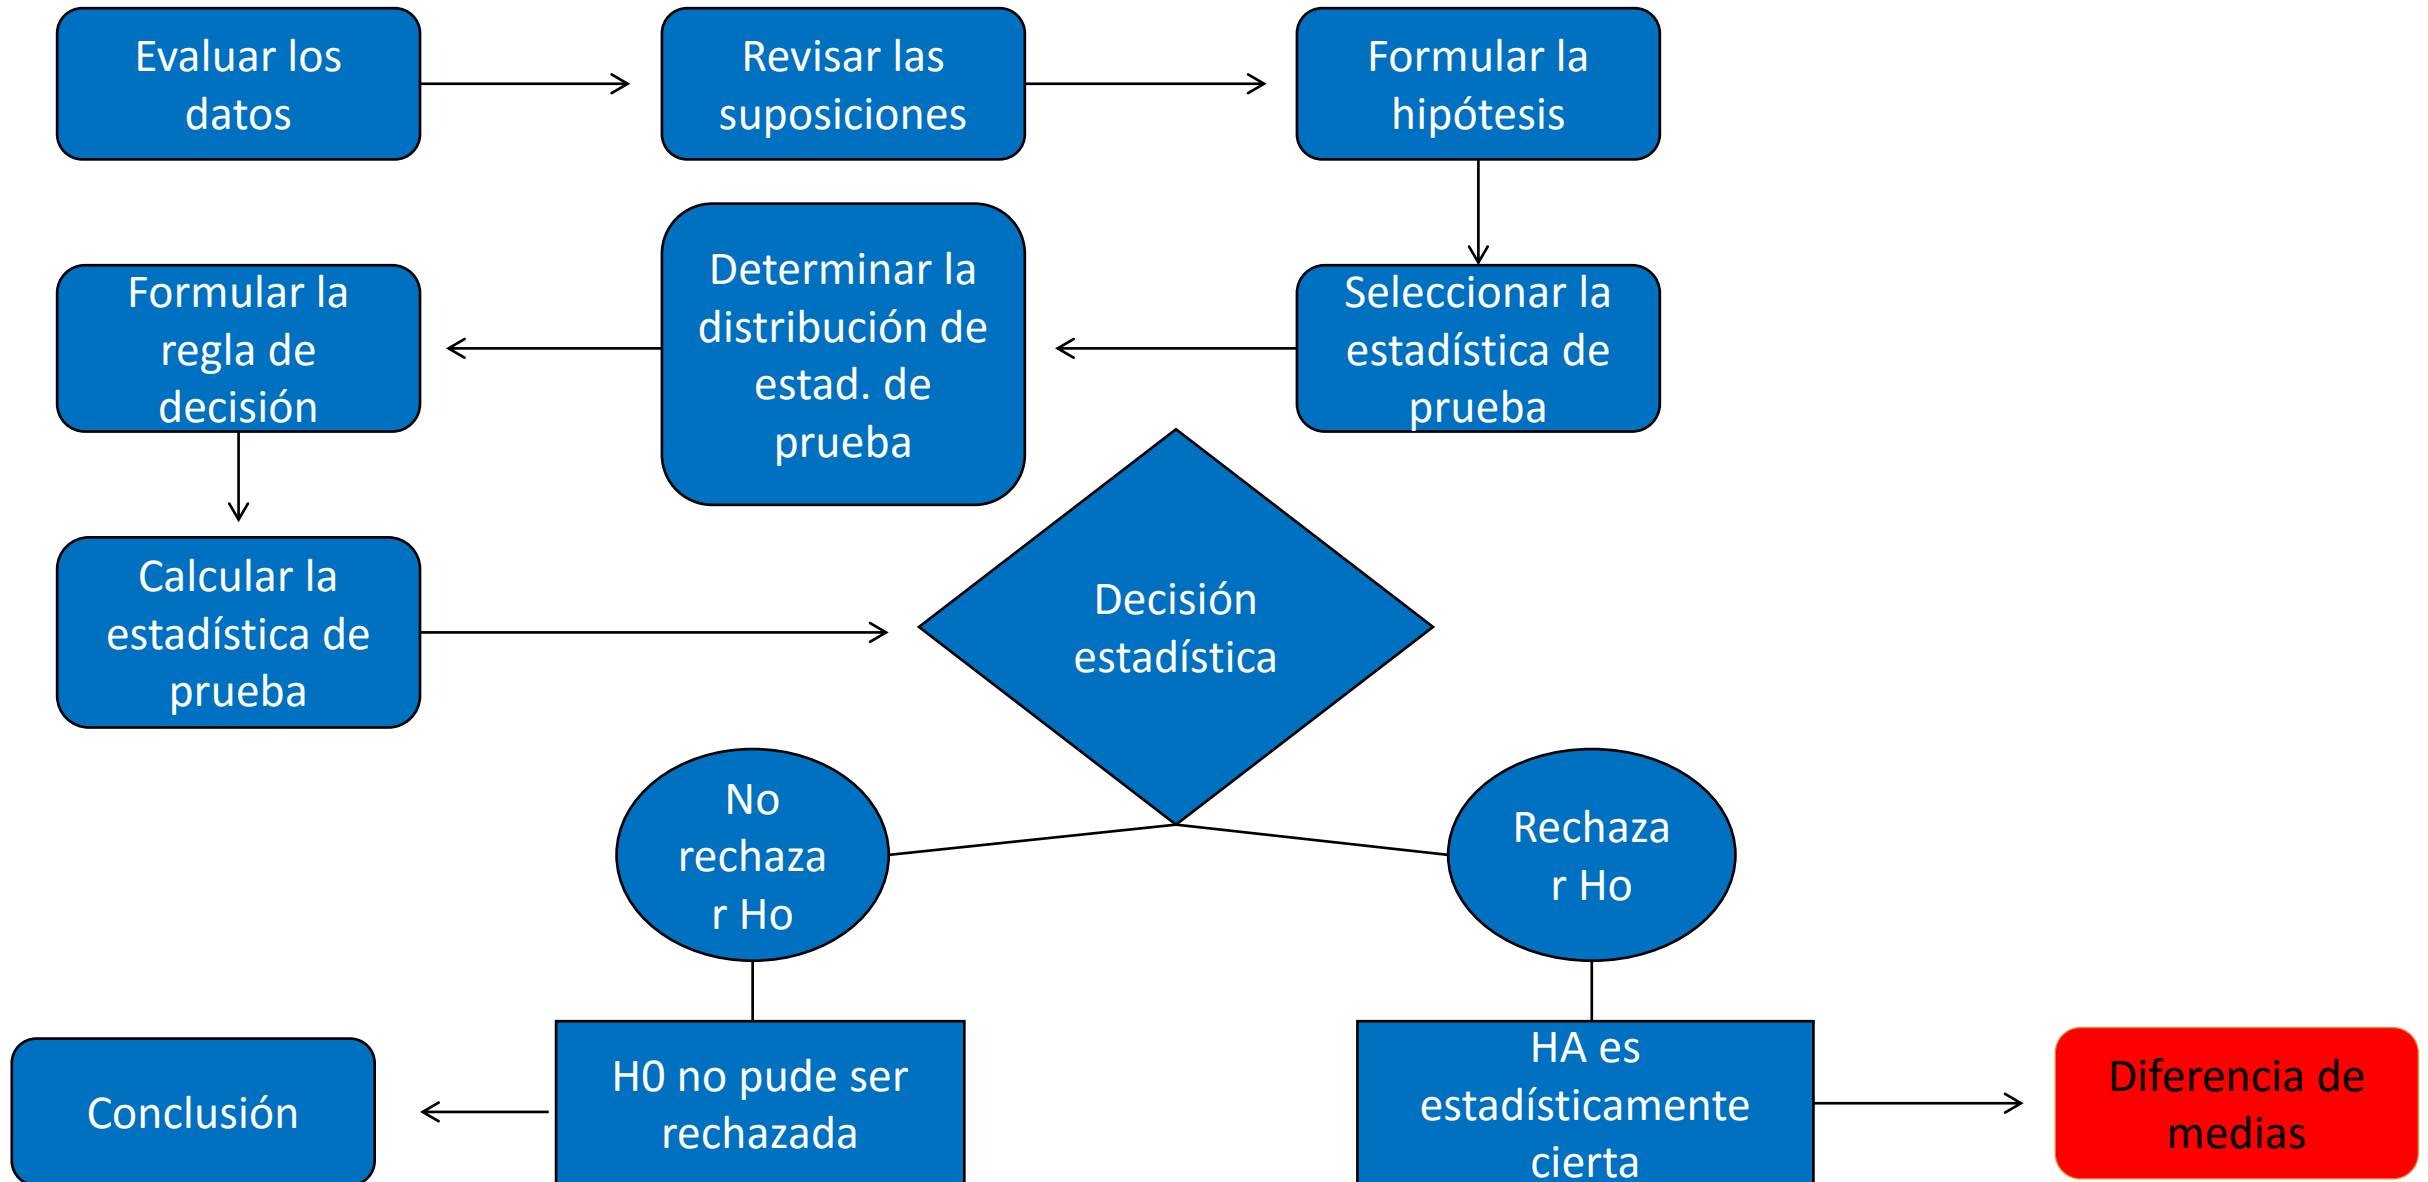 Evaluar los
datos
Revisar las
suposiciones
Formular la
hipótesis
Seleccionar la
estadística de
prueba
Determinar la
distribución de
estad. de
prueba
Formular la
regla de
decisión
Calcular la
estadística de
prueba
Decisión
estadística
No
rechaza
r Ho
Rechaza
r Ho
H0 no pude ser
rechazada
Conclusión
HA es
estadísticamente
cierta
Diferencia de
medias